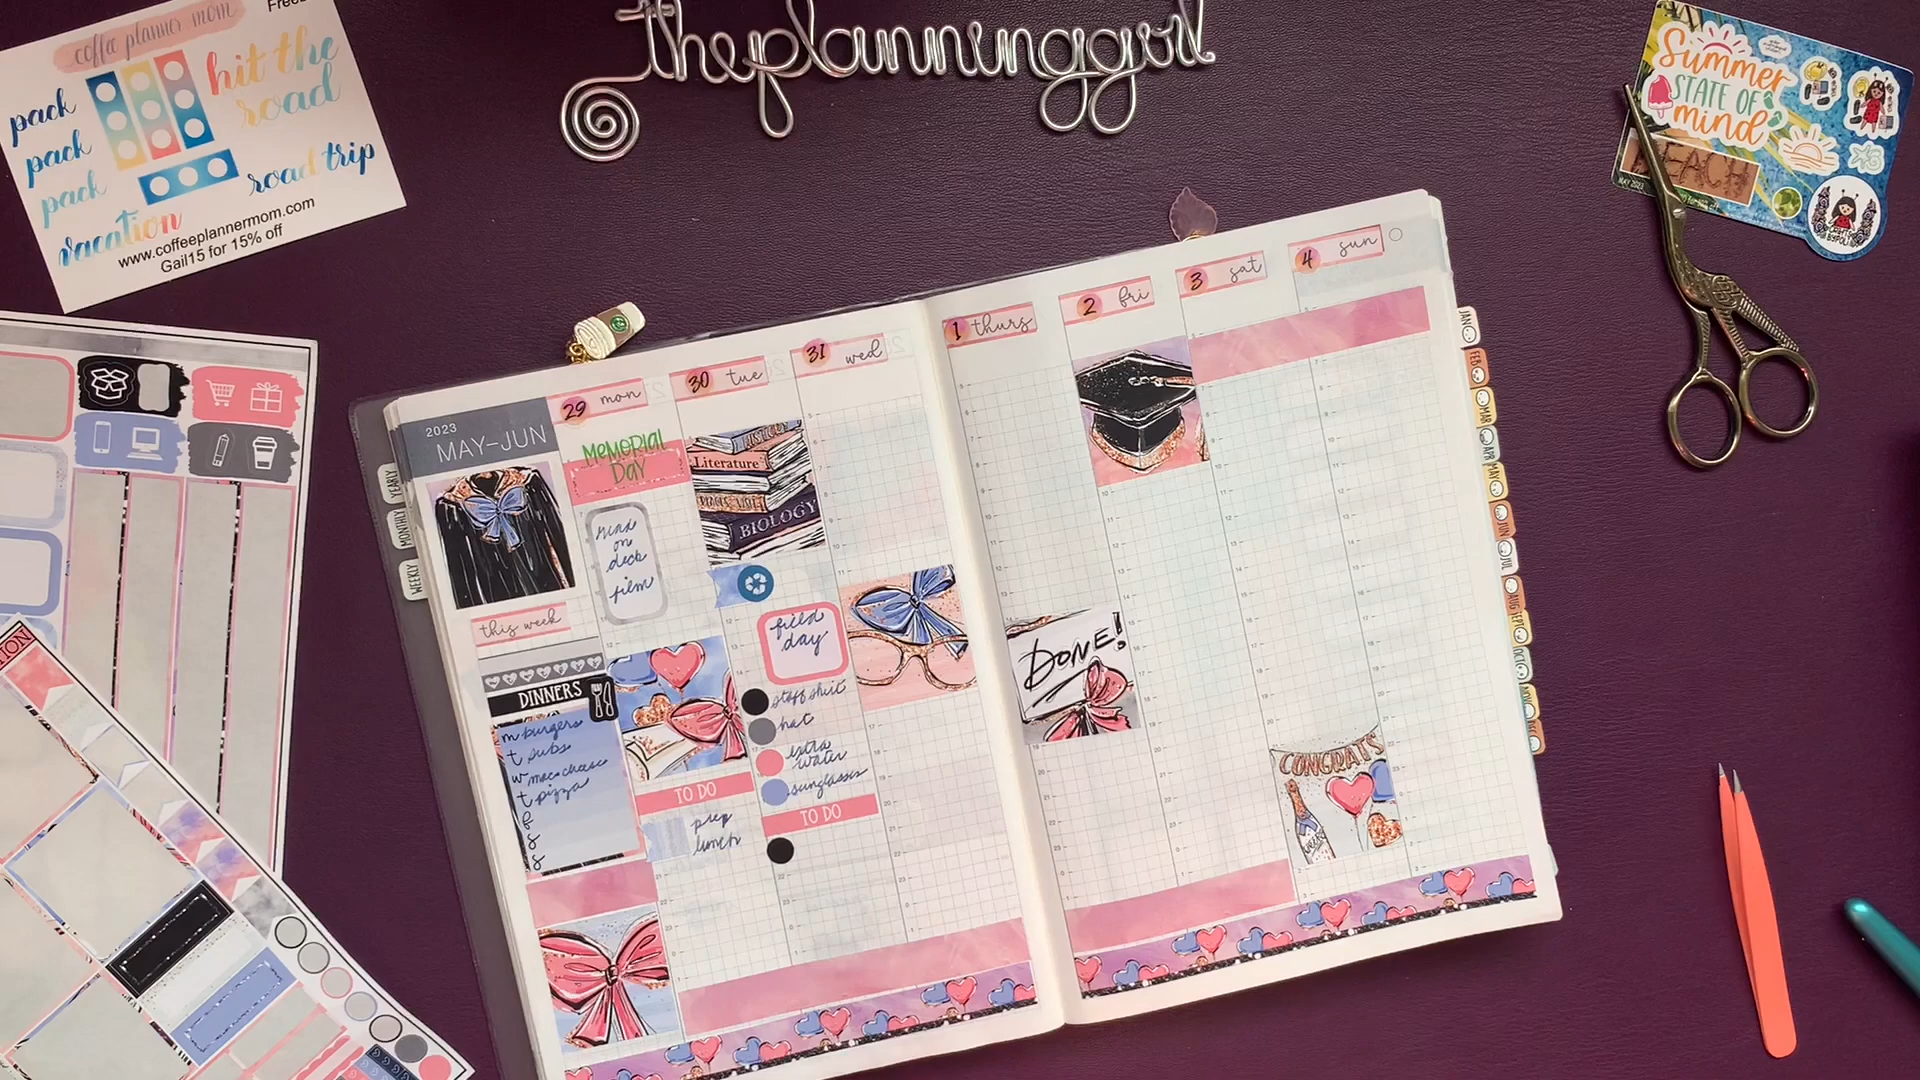 coffee planner mom
pack
pack
pack
hit the
road
road trip
vacation
www.coffeeplannermom.com
Gail15 for 15% off
theplanninggirl
Summer
STATE OF
mind
BEACH
MAY 2023
2023
MAY-JUN
29 mon
30 tue
31 wed
1 thurs
2 fri
3 sat
4 sun
MEMORIAL
DAY
read
on
deck
film
HISTORY
Literature
BIOLOGY
this week
DINNERS
m burgers
t subs
w mac + cheese
t pizza
f
s
s
TO DO
prep
lunch
field
day
staff shirt
hat
extra
water
sunglasses
TO DO
DONE!
CONGRATS
YEARLY
MONTHLY
WEEKLY
JAN
FEB
MAR
APR
MAY
JUN
JUL
AUG
SEPT
OCT